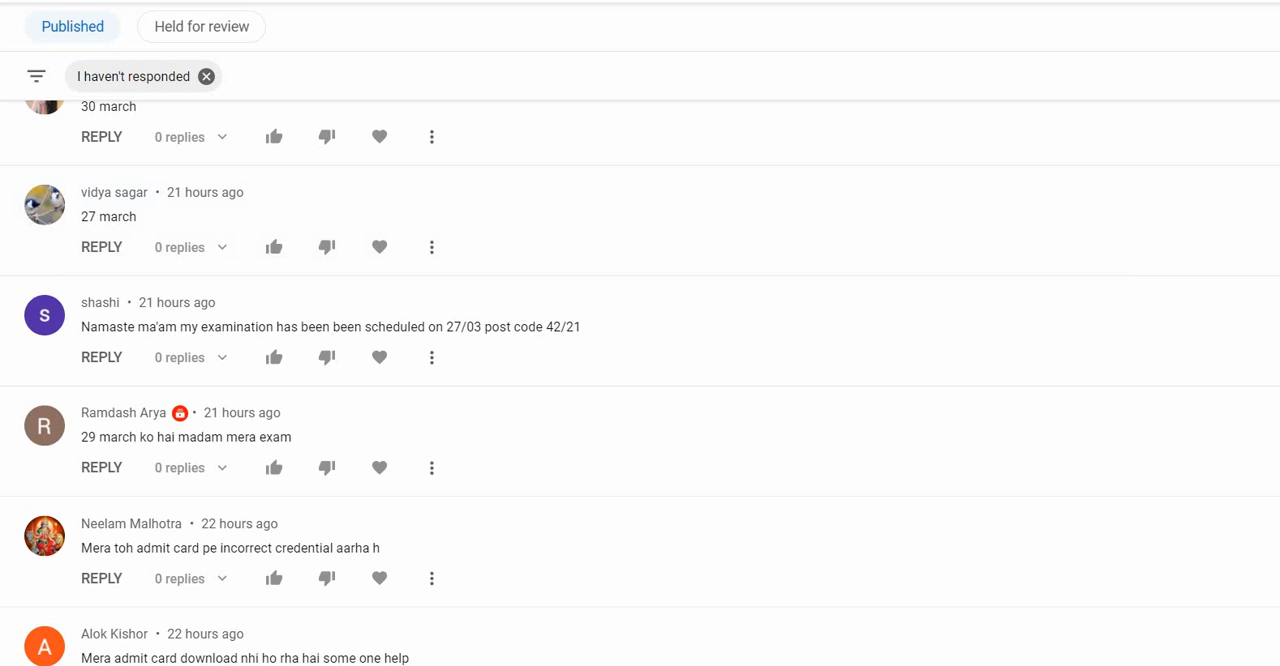 Published Held for review
I haven't responded
30 march
REPLY 0 replies
vidya sagar • 21 hours ago
27 march
REPLY 0 replies
S
shashi • 21 hours ago
Namaste ma'am my examination has been been scheduled on 27/03 post code 42/21
REPLY 0 replies
R
Ramdash Arya • 21 hours ago
29 march ko hai madam mera exam
REPLY 0 replies
Neelam Malhotra • 22 hours ago
Mera toh admit card pe incorrect credential aarha h
REPLY 0 replies
A
Alok Kishor • 22 hours ago
Mera admit card download nhi ho rha hai some one help